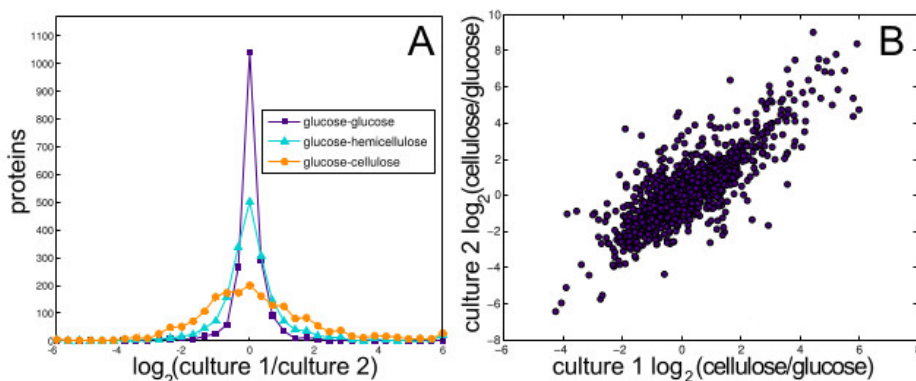 A
1100
1000
900
800
700
600
500
400
300
200
100
0
proteins
glucose-glucose
glucose-hemicellulose
glucose-cellulose
-6 -4 -2 0 2 4 6
log2(culture 1/culture 2)
B
10
8
6
4
2
0
-2
-4
-6
-8
culture 2 log2(cellulose/glucose)
-6 -4 -2 0 2 4 6 8
culture 1 log2(cellulose/glucose)